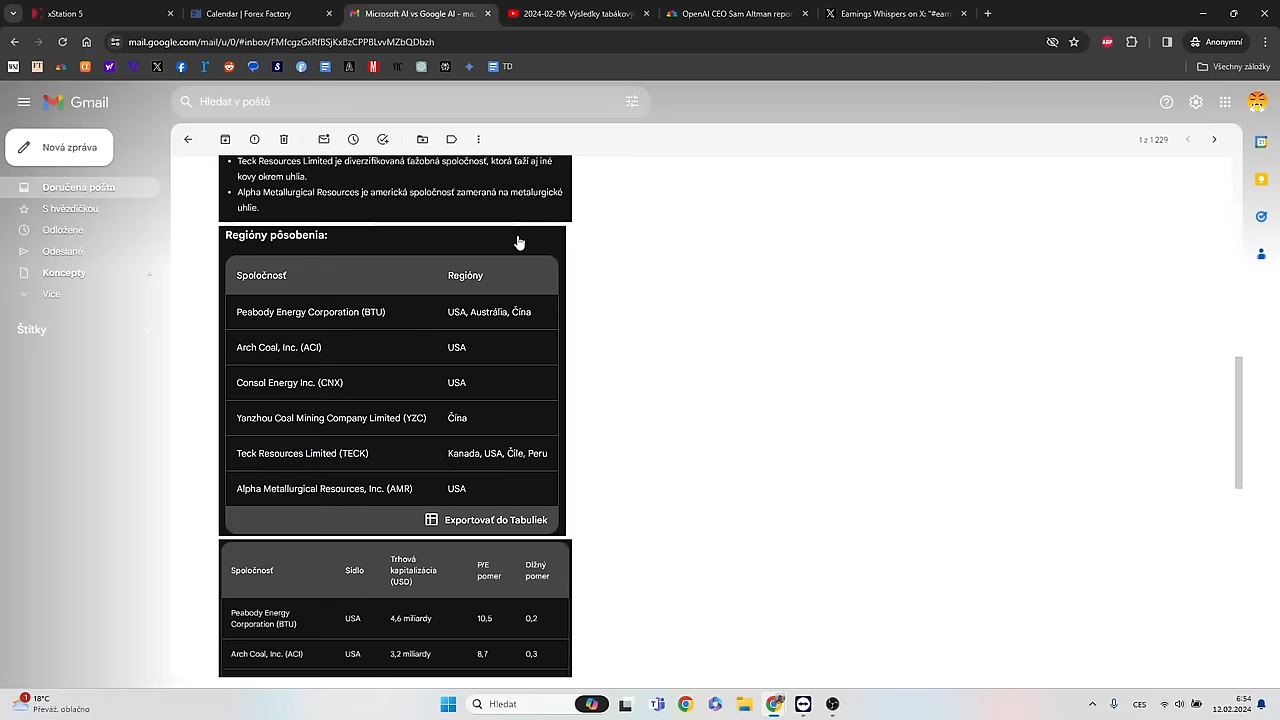 xStation 5
Calendar | Forex Factory
Microsoft AI vs Google AI - ma
2024-02-09: Výsledky tabákový
OpenAI CEO Sam Altman repor
Earnings Whispers on X: "#earn
mail.google.com/mail/u/0/#inbox/FMfcgzGxRfBSjKxBzCPPBLvvMZbQDbzh
Anonymní
TD
Všechny záložky
Gmail
Hledat v poště
Nová zpráva
1 z 1 229
Doručená pošta
S hvězdičkou
Odložené
Odeslané
Koncepty
Více
Štítky
Teck Resources Limited je diverzifikovaná ťažobná spoločnosť, ktorá ťaží aj iné
kovy okrem uhlia.
Alpha Metallurgical Resources je americká spoločnosť zameraná na metalurgické
uhlie.
Regióny pôsobenia:
Spoločnosť Regióny
Peabody Energy Corporation (BTU) USA, Austrália, Čína
Arch Coal, Inc. (ACI) USA
Consol Energy Inc. (CNX) USA
Yanzhou Coal Mining Company Limited (YZC) Čína
Teck Resources Limited (TECK) Kanada, USA, Čile, Peru
Alpha Metallurgical Resources, Inc. (AMR) USA
Exportovať do Tabuliek
Spoločnosť Sídlo Trhová kapitalizácia (USD) P/E pomer Dlžný pomer
Peabody Energy Corporation (BTU) USA 4,6 miliardy 10,5 0,2
Arch Coal, Inc. (ACI) USA 3,2 miliardy 8,7 0,3
18°C
Převáž. oblačno
Hledat
CES
6:54
12.02.2024